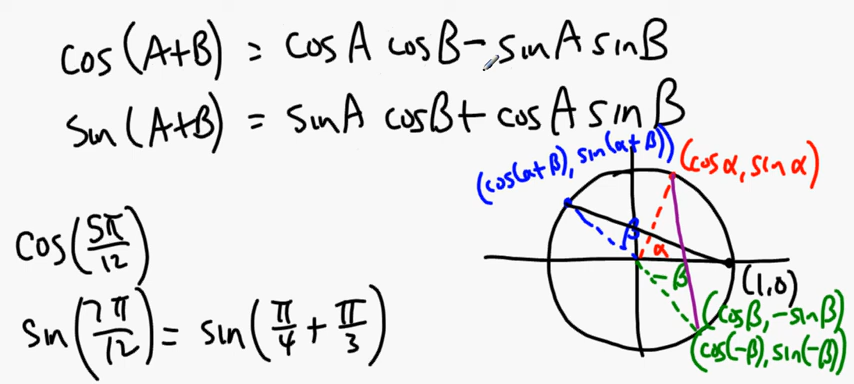 cos(A+B) = cosA cosB - sinA sinB
sin(A+B) = sinA cosB + cosA sinB
(cos(α+β), sin(α+β))
(cosα, sinα)
β
α
-β
(1,0)
(cosβ, -sinβ)
(cos(-β), sin(-β))
cos(5π/12)
sin(7π/12) = sin(π/4 + π/3)